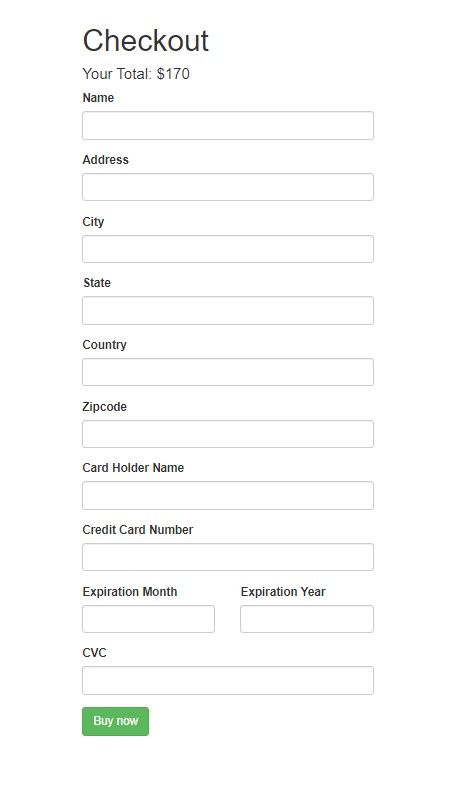 Checkout
Your Total: $170
Name
Address
City
State
Country
Zipcode
Card Holder Name
Credit Card Number
Expiration Month Expiration Year
CVC
Buy now